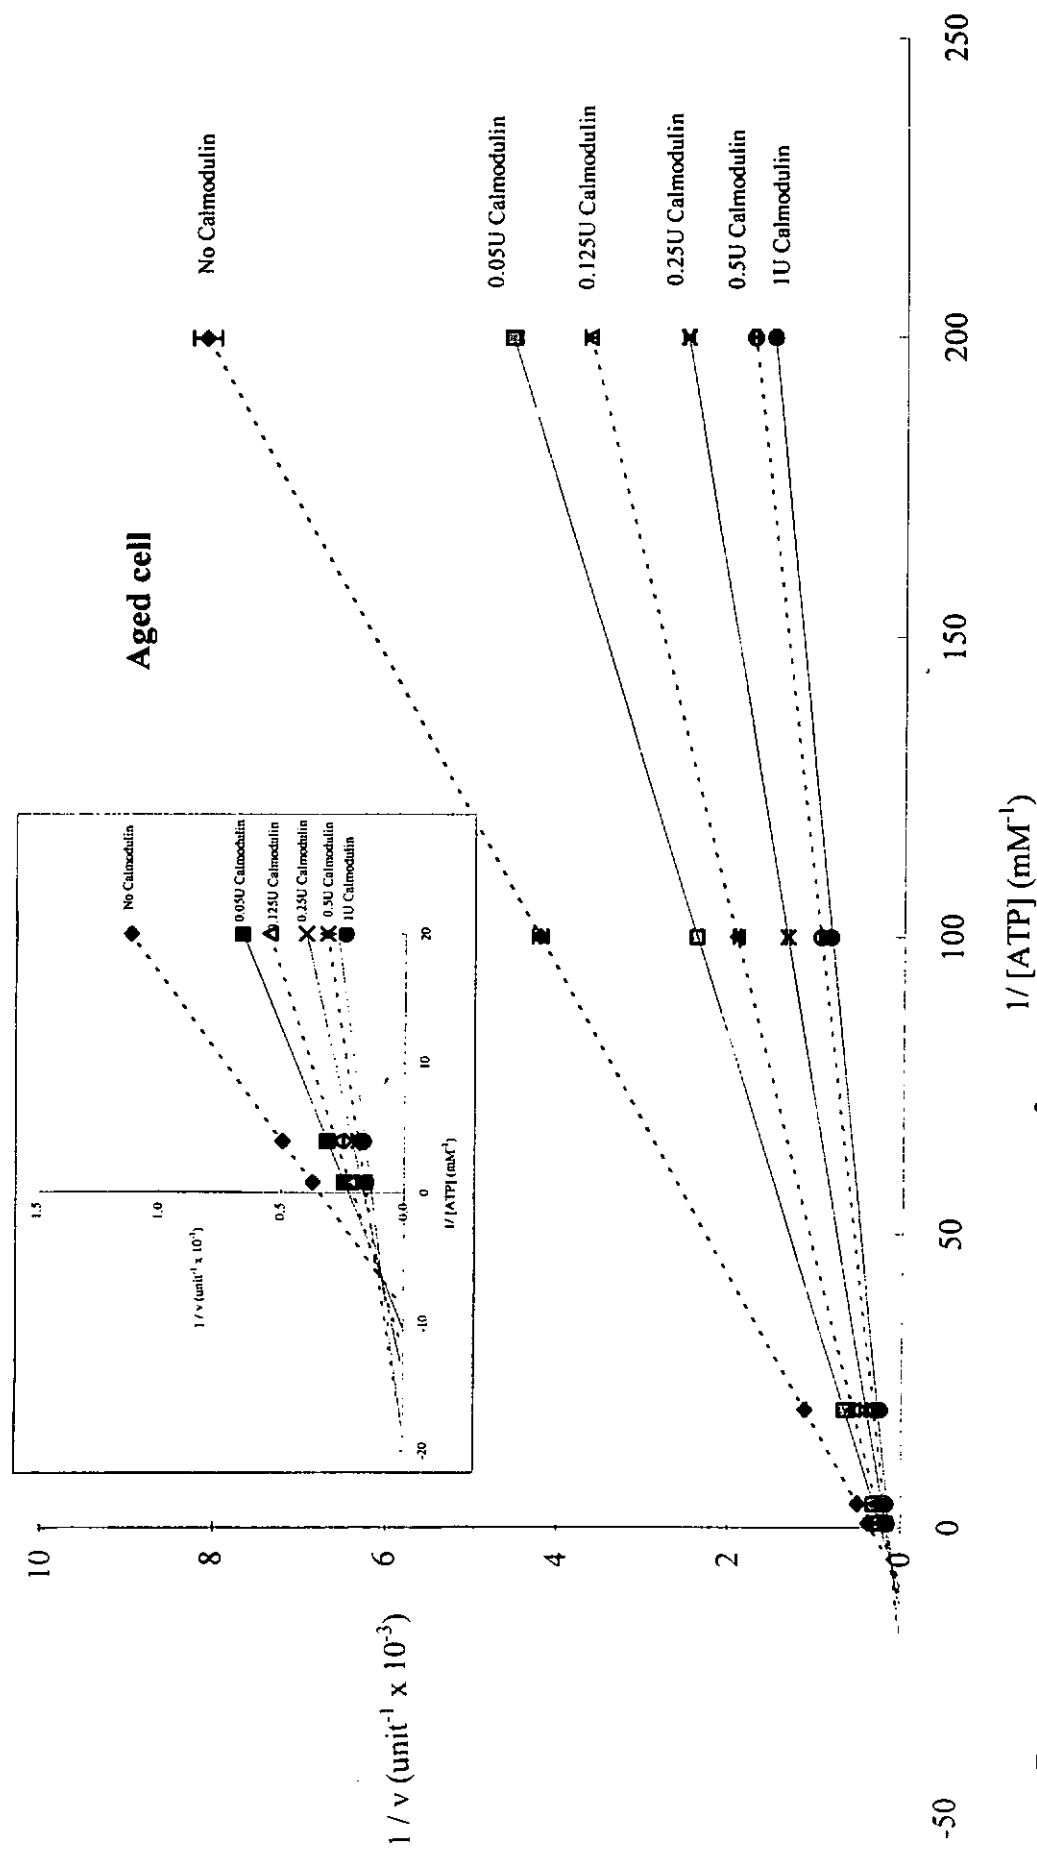 Aged cell
10
8
6
4
2
0
1 / v (unit⁻¹ x 10⁻³)
-50
0
50
100
150
200
250
1/ [ATP] (mM⁻¹)
No Calmodulin
0.05U Calmodulin
0.125U Calmodulin
0.25U Calmodulin
0.5U Calmodulin
1U Calmodulin
1.5
1.0
0.5
0.0
1 / v (unit⁻¹ x 10⁻³)
-20
-10
0
10
20
1/ [ATP] (mM⁻¹)
No Calmodulin
0.05U Calmodulin
0.125U Calmodulin
0.25U Calmodulin
0.5U Calmodulin
1U Calmodulin